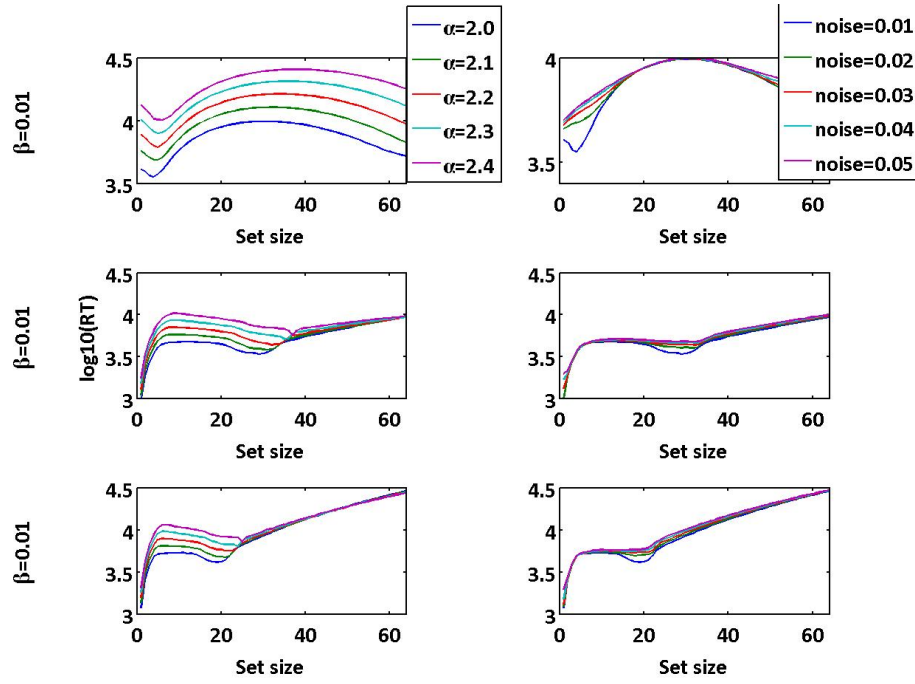 α=2.0
α=2.1
α=2.2
α=2.3
α=2.4
noise=0.01
noise=0.02
noise=0.03
noise=0.04
noise=0.05
β=0.01
4.5
4
3.5
0 20 40 60
Set size
4
3.5
0 20 40 60
Set size
β=0.01
log10(RT)
4.5
4
3.5
3
0 20 40 60
Set size
4.5
4
3.5
3
0 20 40 60
Set size
β=0.01
4.5
4
3.5
3
0 20 40 60
Set size
4.5
4
3.5
3
0 20 40 60
Set size